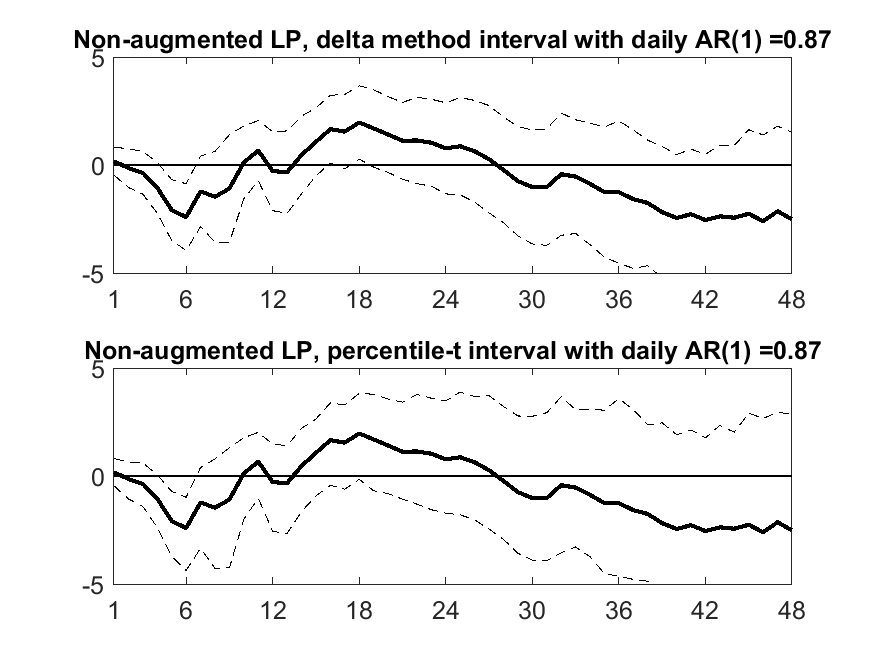 Non-augmented LP, delta method interval with daily AR(1) =0.87
5
0
-5
1 6 12 18 24 30 36 42 48
Non-augmented LP, percentile-t interval with daily AR(1) =0.87
5
0
-5
1 6 12 18 24 30 36 42 48